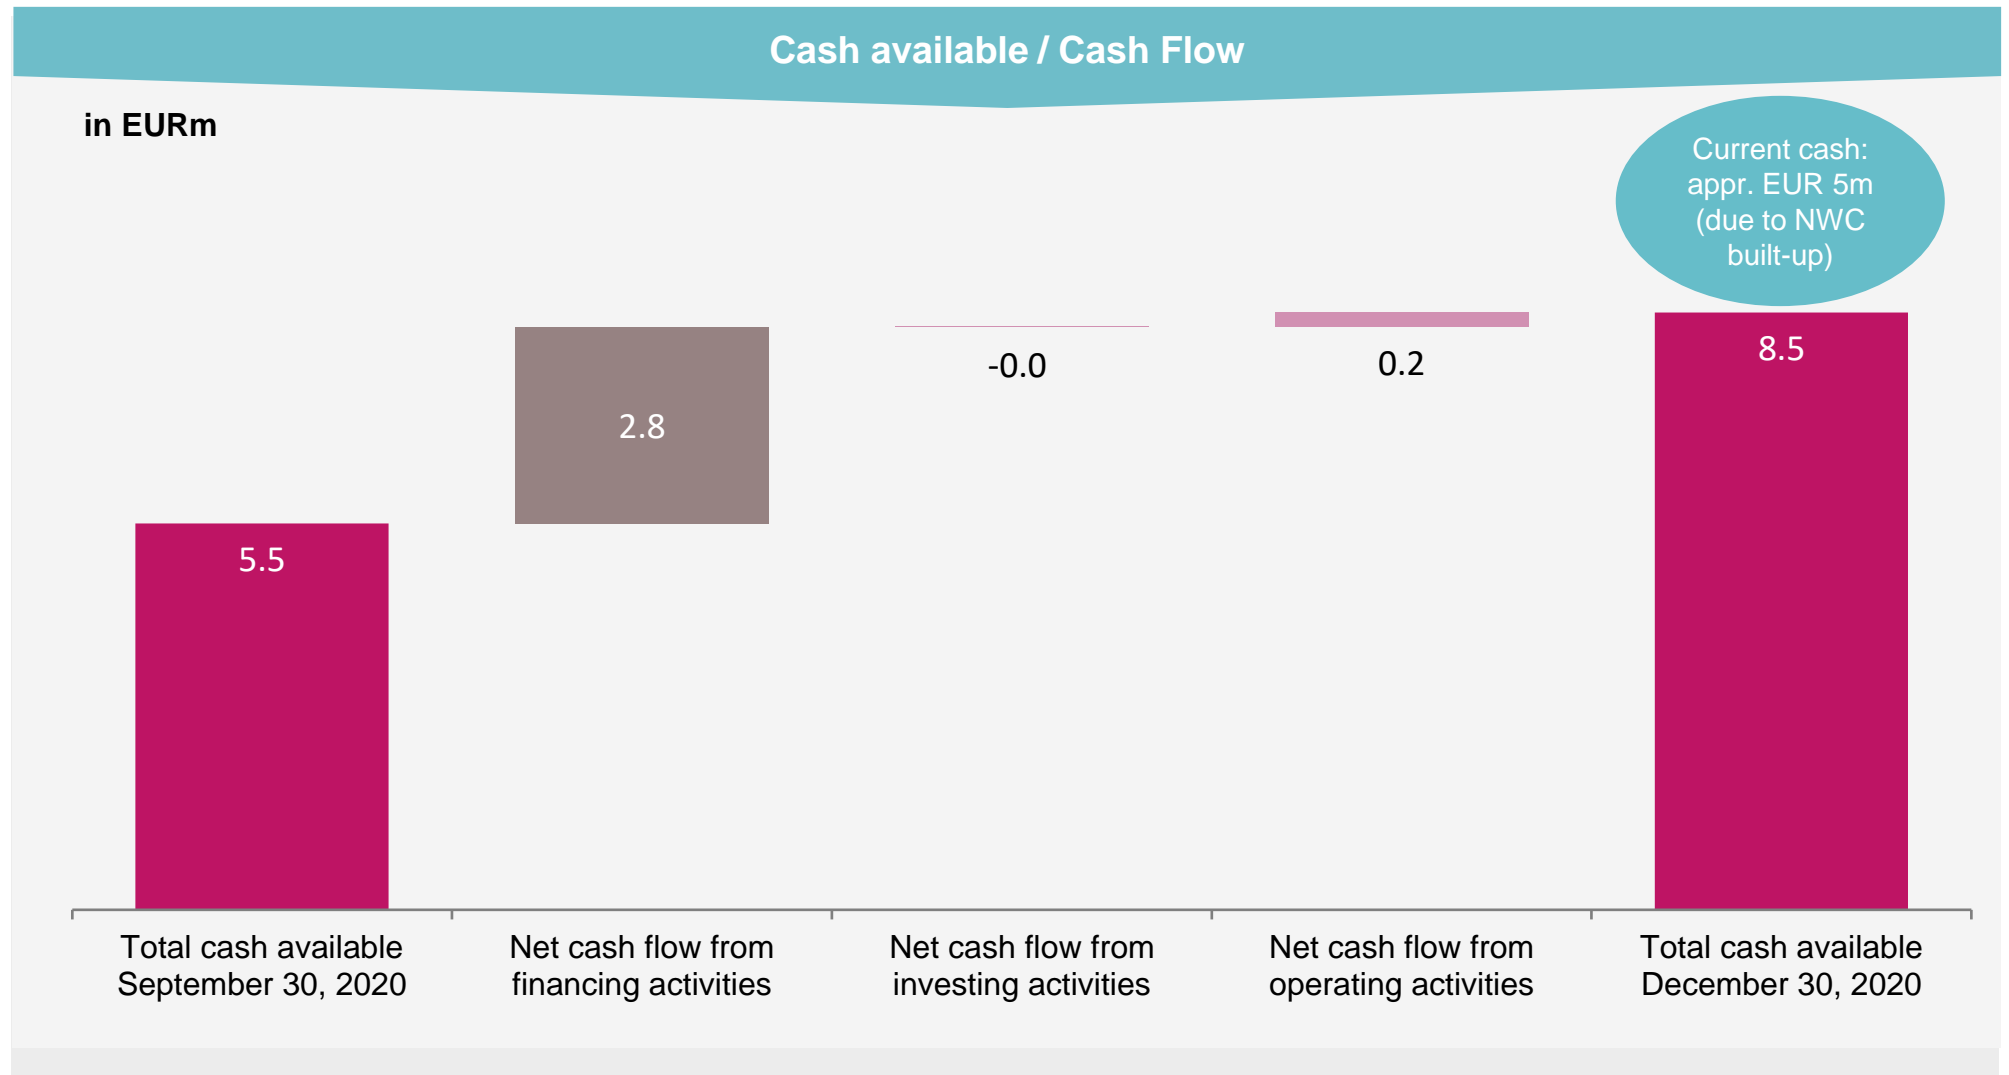 Cash available / Cash Flow
in EURm
Current cash:
appr. EUR 5m
(due to NWC
built-up)
5.5
2.8
-0.0
0.2
8.5
Total cash available
September 30, 2020
Net cash flow from
financing activities
Net cash flow from
investing activities
Net cash flow from
operating activities
Total cash available
December 30, 2020